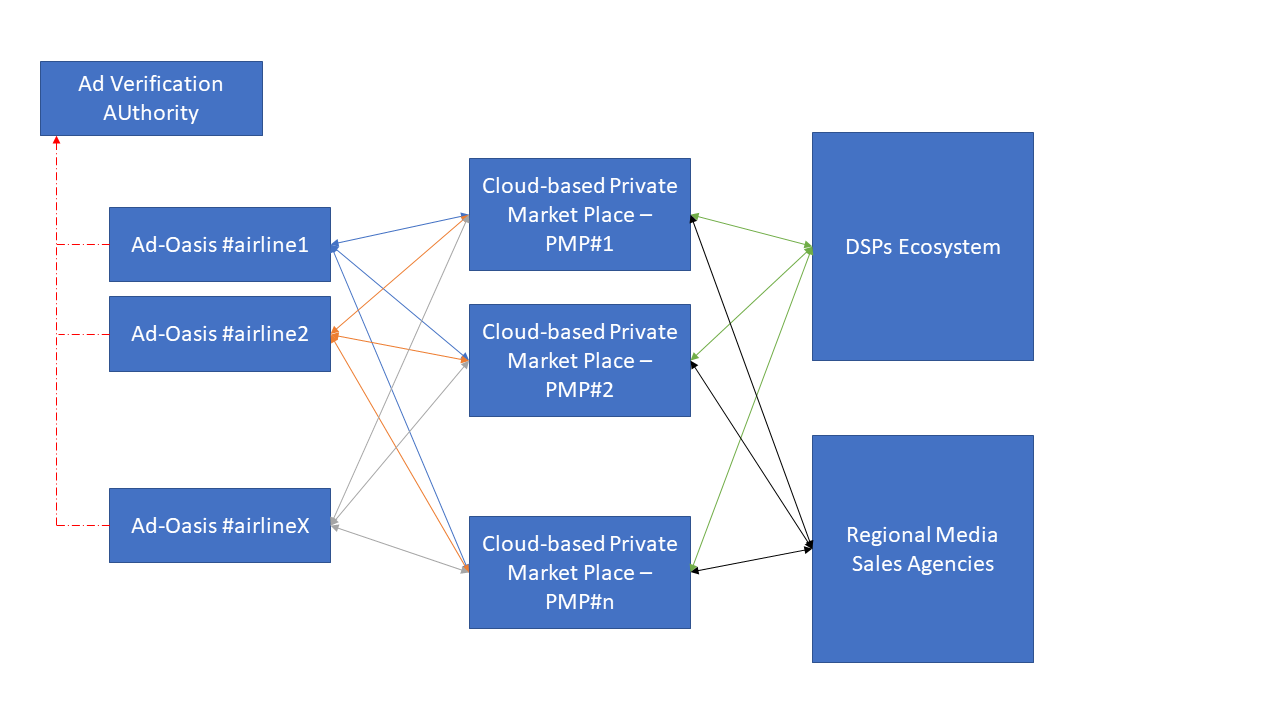 Ad Verification
AUthority
Ad-Oasis #airline1
Ad-Oasis #airline2
Ad-Oasis #airlineX
Cloud-based Private
Market Place –
PMP#1
Cloud-based Private
Market Place –
PMP#2
Cloud-based Private
Market Place –
PMP#n
DSPs Ecosystem
Regional Media
Sales Agencies